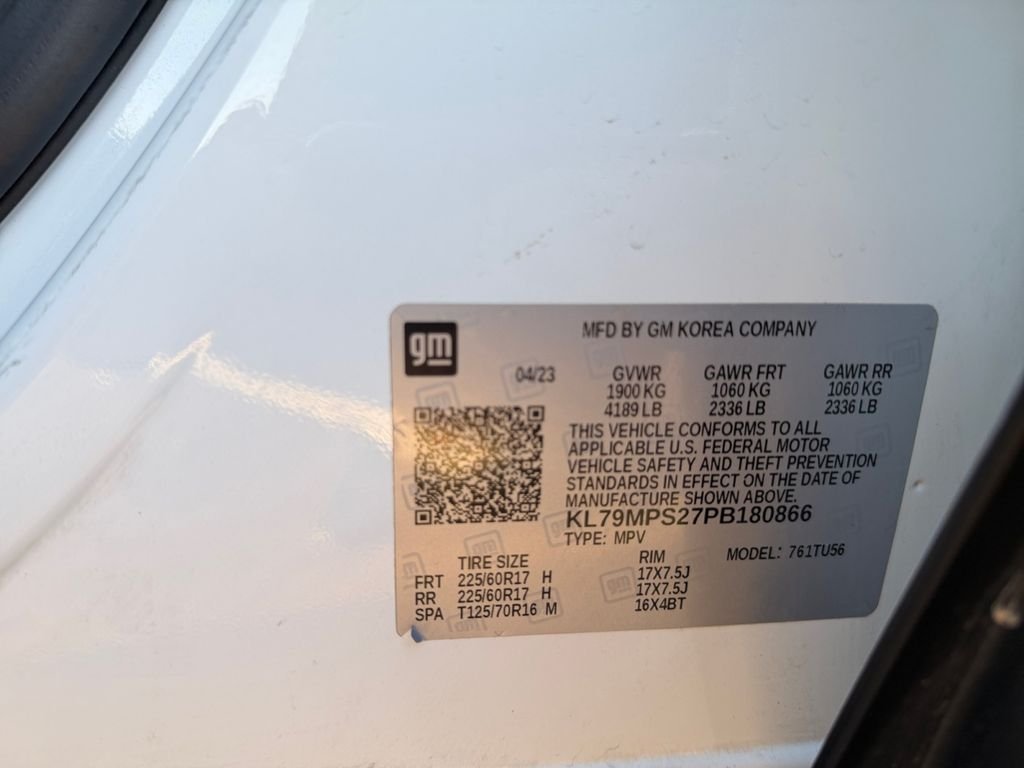 gm
MFD BY GM KOREA COMPANY
04/23 GVWR GAWR FRT GAWR RR
1900 KG 1060 KG 1060 KG
4189 LB 2336 LB 2336 LB
THIS VEHICLE CONFORMS TO ALL
APPLICABLE U.S. FEDERAL MOTOR
VEHICLE SAFETY AND THEFT PREVENTION
STANDARDS IN EFFECT ON THE DATE OF
MANUFACTURE SHOWN ABOVE.
KL79MPS27PB180866
TYPE: MPV MODEL: 761TU56
TIRE SIZE RIM
FRT 225/60R17 H 17X7.5J
RR 225/60R17 H 17X7.5J
SPA T125/70R16 M 16X4BT